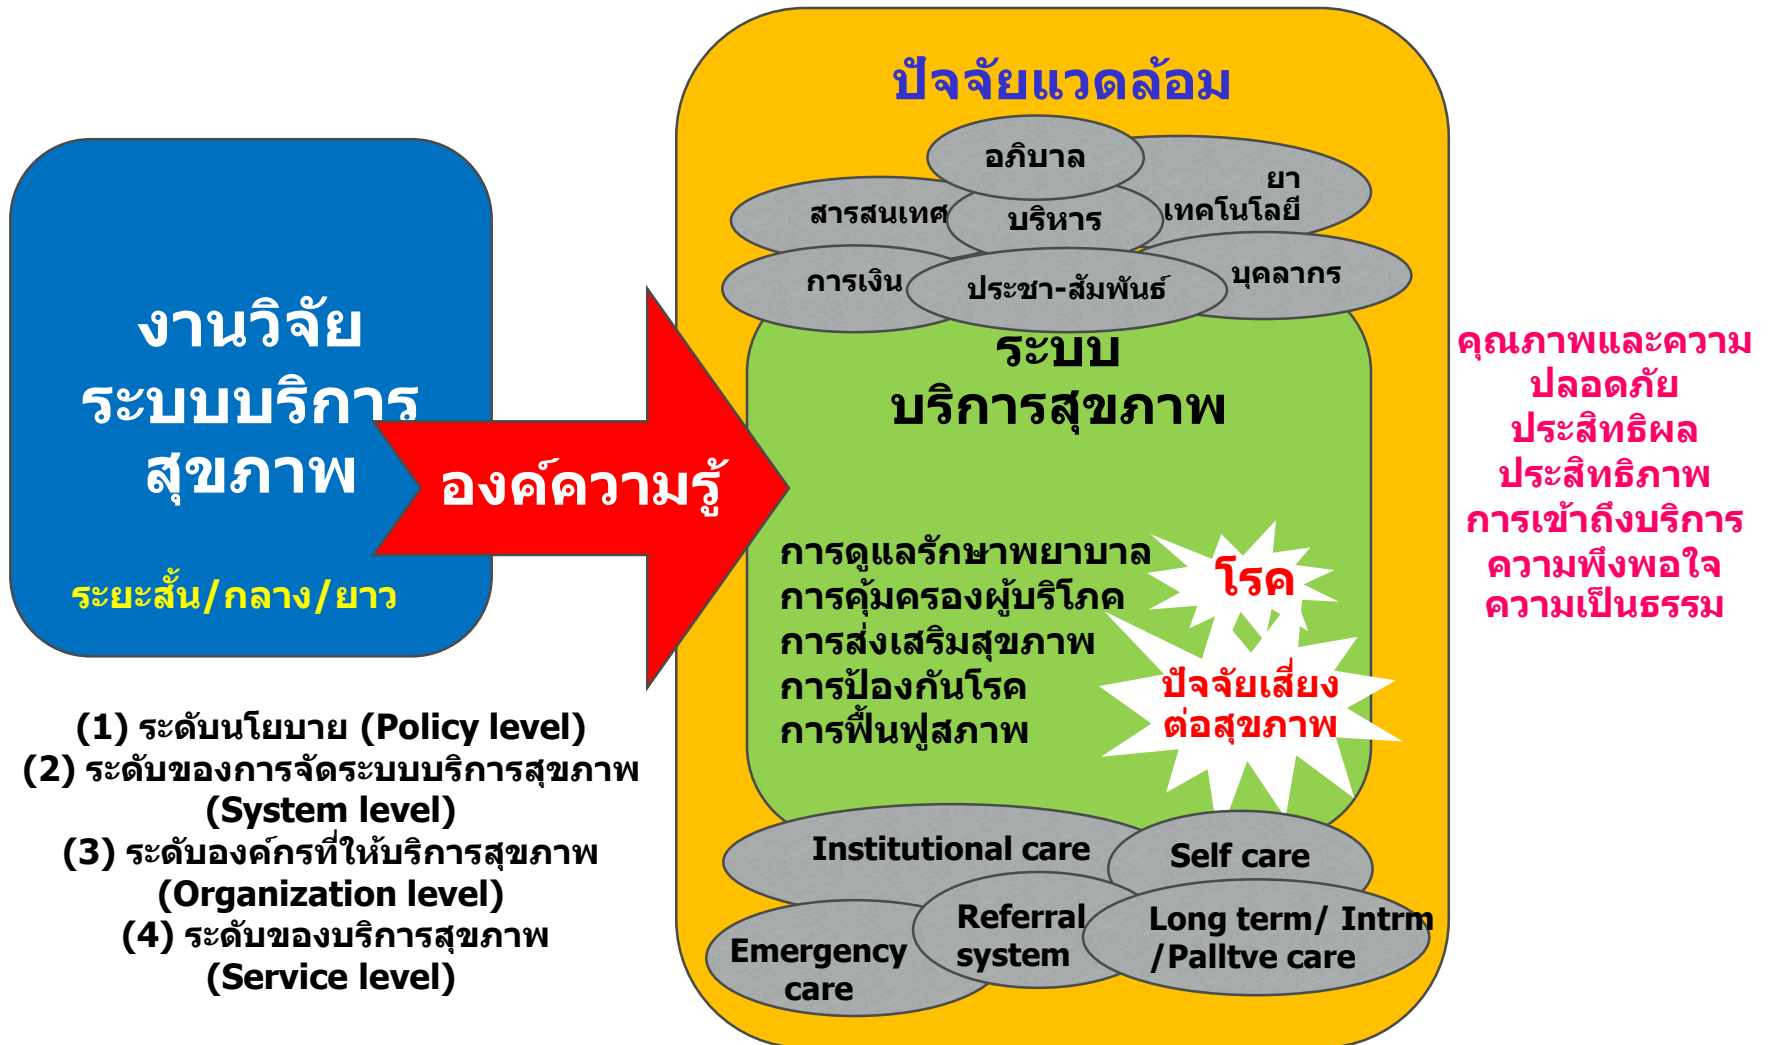 งานวิจัย
ระบบบริการ
สุขภาพ
ระยะสั้น/กลาง/ยาว
(1) ระดับนโยบาย (Policy level)
(2) ระดับของการจัดระบบบริการสุขภาพ
(System level)
(3) ระดับองค์กรที่ให้บริการสุขภาพ
(Organization level)
(4) ระดับของบริการสุขภาพ
(Service level)
องค์ความรู้
ปัจจัยแวดล้อม
อภิบาล
สารสนเทศ
บริหาร
ยา
เทคโนโลยี
การเงิน
ประชา-สัมพันธ์
บุคลากร
ระบบ
บริการสุขภาพ
การดูแลรักษาพยาบาล
การคุ้มครองผู้บริโภค
การส่งเสริมสุขภาพ
การป้องกันโรค
การฟื้นฟูสภาพ
โรค
ปัจจัยเสี่ยง
ต่อสุขภาพ
Institutional care
Self care
Emergency
care
Referral
system
Long term/ Intrm
/Palltve care
คุณภาพและความ
ปลอดภัย
ประสิทธิผล
ประสิทธิภาพ
การเข้าถึงบริการ
ความพึงพอใจ
ความเป็นธรรม